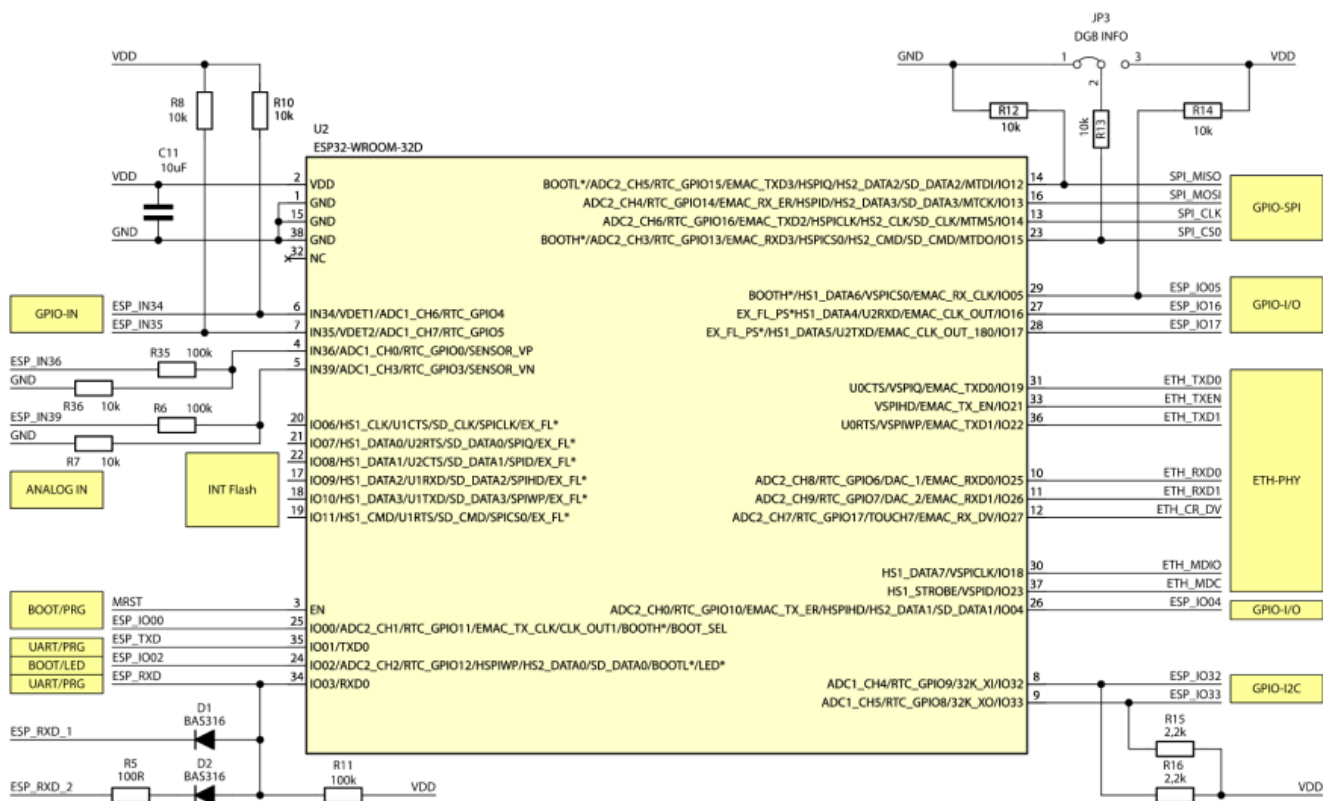 JP3
DGB INFO
VDD
GND
1
3
VDD
2
R8
10k
R10
10k
R12
10k
10k
R13
R14
10k
U2
ESP32-WROOM-32D
C11
10uF
VDD
2
VDD
BOOTL*/ADC2_CH5/RTC_GPIO15/EMAC_TXD3/HSPIQ/HS2_DATA2/SD_DATA2/MTDI/IO12
14
SPI_MISO
1
GND
ADC2_CH4/RTC_GPIO14/EMAC_RX_ER/HSPID/HS2_DATA3/SD_DATA3/MTCK/IO13
16
SPI_MOSI
15
GND
ADC2_CH6/RTC_GPIO16/EMAC_TXD2/HSPICLK/HS2_CLK/SD_CLK/MTMS/IO14
13
SPI_CLK
GND
38
GND
BOOTH*/ADC2_CH3/RTC_GPIO13/EMAC_RXD3/HSPICS0/HS2_CMD/SD_CMD/MTDO/IO15
23
SPI_CS0
GPIO-SPI
32
NC
GPIO-IN
ESP_IN34
6
IN34/VDET1/ADC1_CH6/RTC_GPIO4
ESP_IN35
7
IN35/VDET2/ADC1_CH7/RTC_GPIO5
BOOTH*/HS1_DATA6/VSPICS0/EMAC_RX_CLK/IO05
29
ESP_IO05
EX_FL_PS*HS1_DATA4/U2RXD/EMAC_CLK_OUT/IO16
27
ESP_IO16
EX_FL_PS*/HS1_DATA5/U2TXD/EMAC_CLK_OUT_180/IO17
28
ESP_IO17
GPIO-I/O
R35
100k
4
IN36/ADC1_CH0/RTC_GPIO0/SENSOR_VP
ESP_IN36
5
IN39/ADC1_CH3/RTC_GPIO3/SENSOR_VN
GND
R36
10k
R6
100k
ESP_IN39
GND
R7
10k
ANALOG IN
INT Flash
20
IO06/HS1_CLK/U1CTS/SD_CLK/SPICLK/EX_FL*
21
IO07/HS1_DATA0/U2RTS/SD_DATA0/SPIQ/EX_FL*
22
IO08/HS1_DATA1/U2CTS/SD_DATA1/SPID/EX_FL*
17
IO09/HS1_DATA2/U1RXD/SD_DATA2/SPIHD/EX_FL*
18
IO10/HS1_DATA3/U1TXD/SD_DATA3/SPIWP/EX_FL*
19
IO11/HS1_CMD/U1RTS/SD_CMD/SPICS0/EX_FL*
U0CTS/VSPIQ/EMAC_TXD0/IO19
31
ETH_TXD0
VSPIHD/EMAC_TX_EN/IO21
33
ETH_TXEN
U0RTS/VSPIWP/EMAC_TXD1/IO22
36
ETH_TXD1
ADC2_CH8/RTC_GPIO6/DAC_1/EMAC_RXD0/IO25
10
ETH_RXD0
ADC2_CH9/RTC_GPIO7/DAC_2/EMAC_RXD1/IO26
11
ETH_RXD1
ADC2_CH7/RTC_GPIO17/TOUCH7/EMAC_RX_DV/IO27
12
ETH_CR_DV
ETH-PHY
HS1_DATA7/VSPICLK/IO18
30
ETH_MDIO
HS1_STROBE/VSPID/IO23
37
ETH_MDC
ADC2_CH0/RTC_GPIO10/EMAC_TX_ER/HSPIHD/HS2_DATA1/SD_DATA1/IO04
26
ESP_IO04
GPIO-I/O
BOOT/PRG
MRST
3
EN
ESP_IO00
25
IO00/ADC2_CH1/RTC_GPIO11/EMAC_TX_CLK/CLK_OUT1/BOOTH*/BOOT_SEL
UART/PRG
ESP_TXD
35
IO01/TXD0
BOOT/LED
ESP_IO02
24
IO02/ADC2_CH2/RTC_GPIO12/HSPIWP/HS2_DATA0/SD_DATA0/BOOTL*/LED*
UART/PRG
ESP_RXD
34
IO03/RXD0
ADC1_CH4/RTC_GPIO9/32K_XI/IO32
8
ESP_IO32
ADC1_CH5/RTC_GPIO8/32K_XO/IO33
9
ESP_IO33
GPIO-I2C
D1
BAS316
ESP_RXD_1
R5
100R
D2
BAS316
ESP_RXD_2
R11
100k
VDD
R15
2,2k
R16
2,2k
VDD